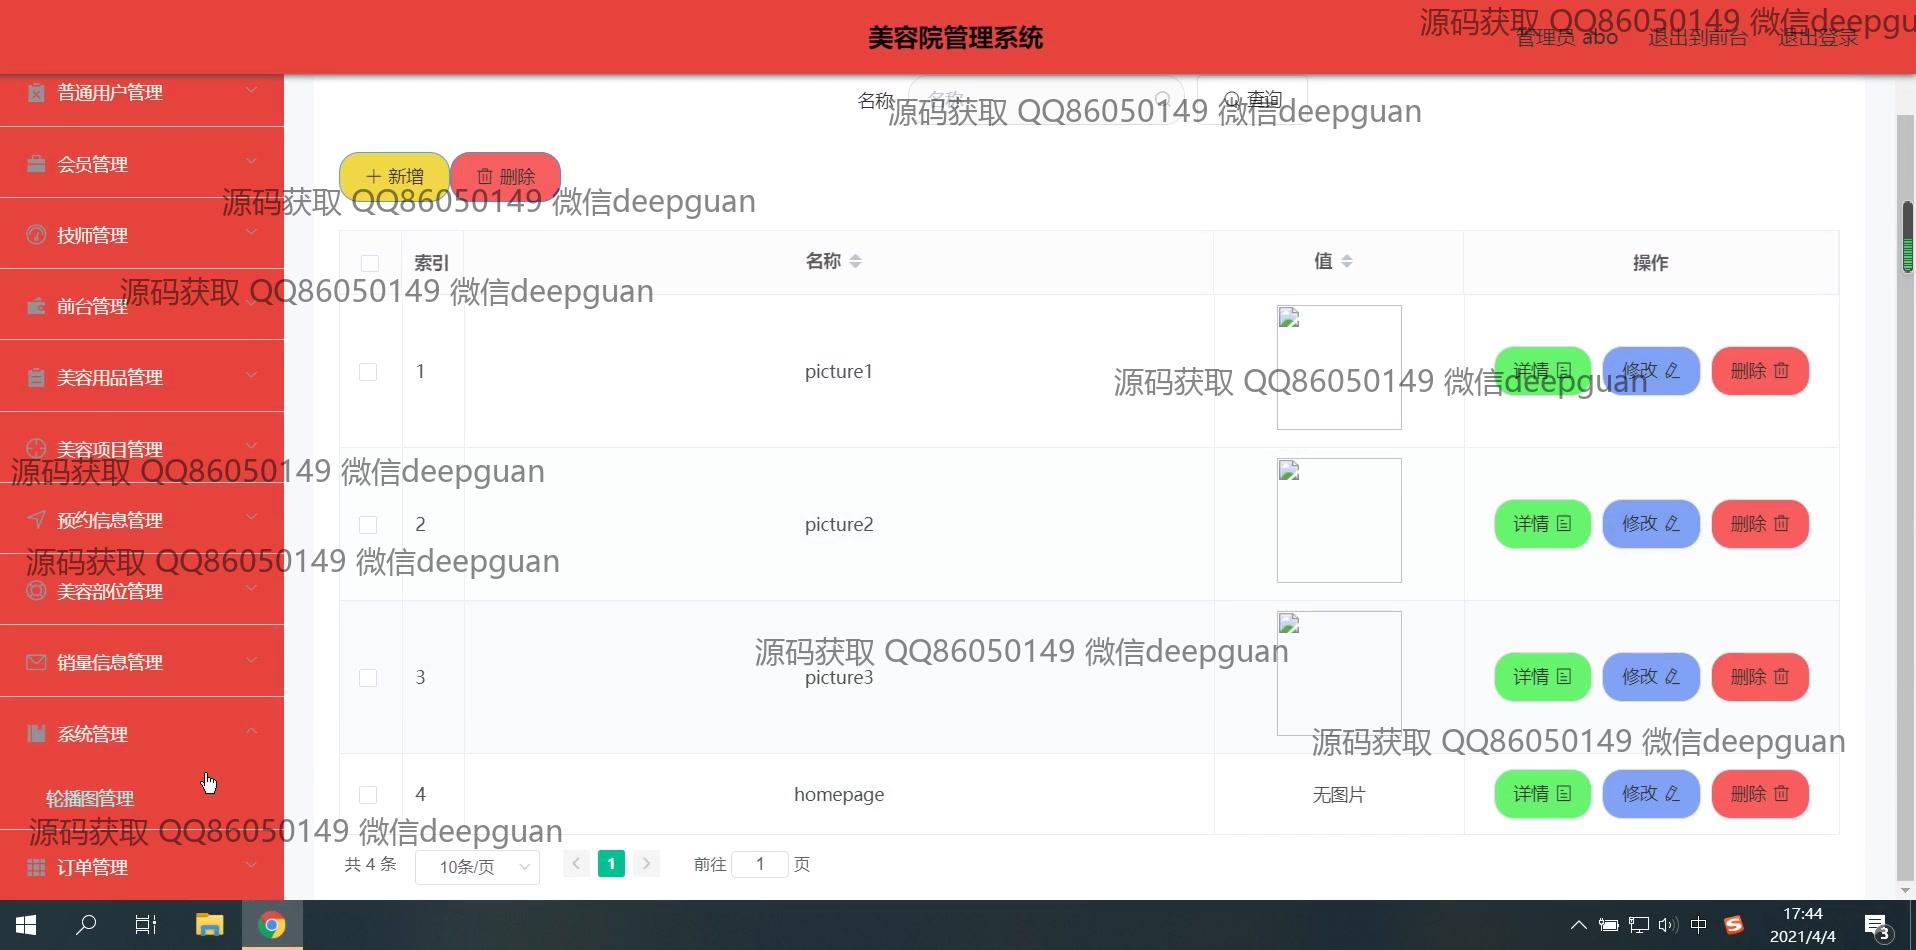 美容院管理系统
源码获取 QQ86050149 微信deepgu
管理员 abo 退出到前台 退出登录
普通用户管理
会员管理
技师管理
前台管理
美容用品管理
美容项目管理
预约信息管理
美容部位管理
销量信息管理
系统管理
轮播图管理
订单管理
名称 名称 查询
源码获取 QQ86050149 微信deepguan
新增 删除
源码获取 QQ86050149 微信deepguan
索引 名称 值 操作
源码获取 QQ86050149 微信deepguan
1 picture1 详情 修改 删除
源码获取 QQ86050149 微信deepguan
源码获取 QQ86050149 微信deepguan
2 picture2 详情 修改 删除
源码获取 QQ86050149 微信deepguan
源码获取 QQ86050149 微信deepguan
3 picture3 详情 修改 删除
源码获取 QQ86050149 微信deepguan
4 homepage 无图片 详情 修改 删除
源码获取 QQ86050149 微信deepguan
共 4 条 10条/页 1 前往 1 页
中 17:44
2021/4/4 3